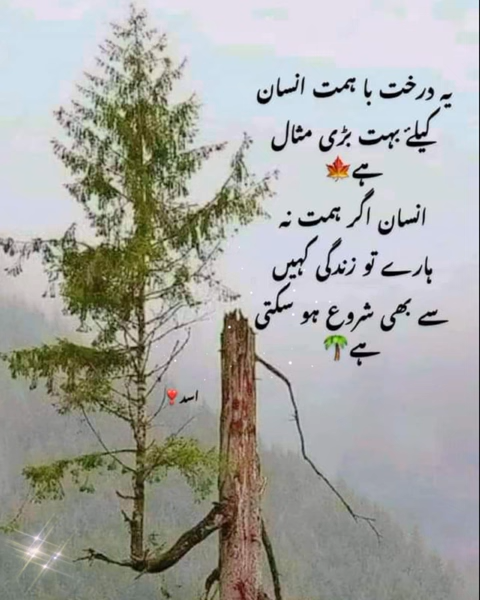 یہ درخت با ہمت انسان
کیلئے بہت بڑی مثال
ہے🍁
انسان اگر ہمت نہ
ہارے تو زندگی کہیں
سے بھی شروع ہو سکتی
ہے🌴
اسد❣️